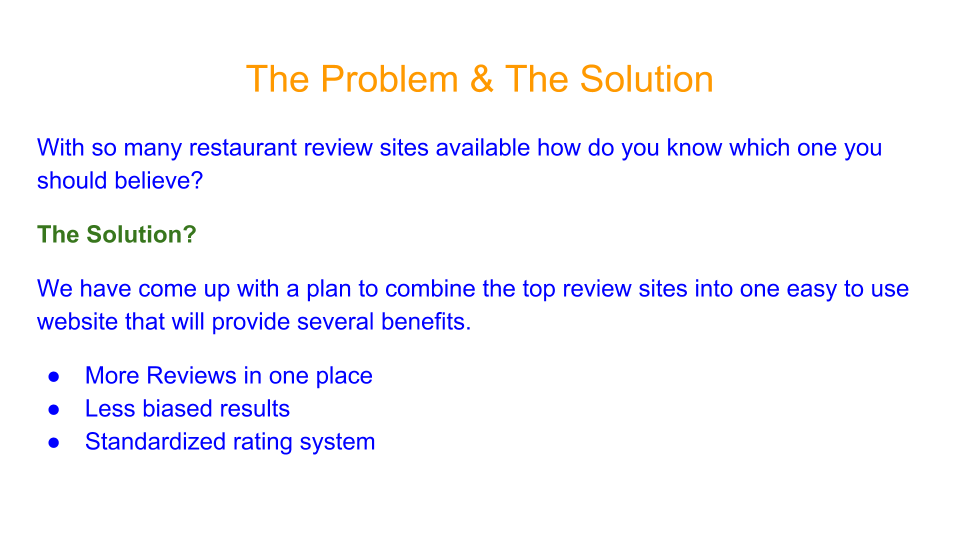 The Problem & The Solution
With so many restaurant review sites available how do you know which one you
should believe?
The Solution?
We have come up with a plan to combine the top review sites into one easy to use
website that will provide several benefits.
● More Reviews in one place
● Less biased results
● Standardized rating system